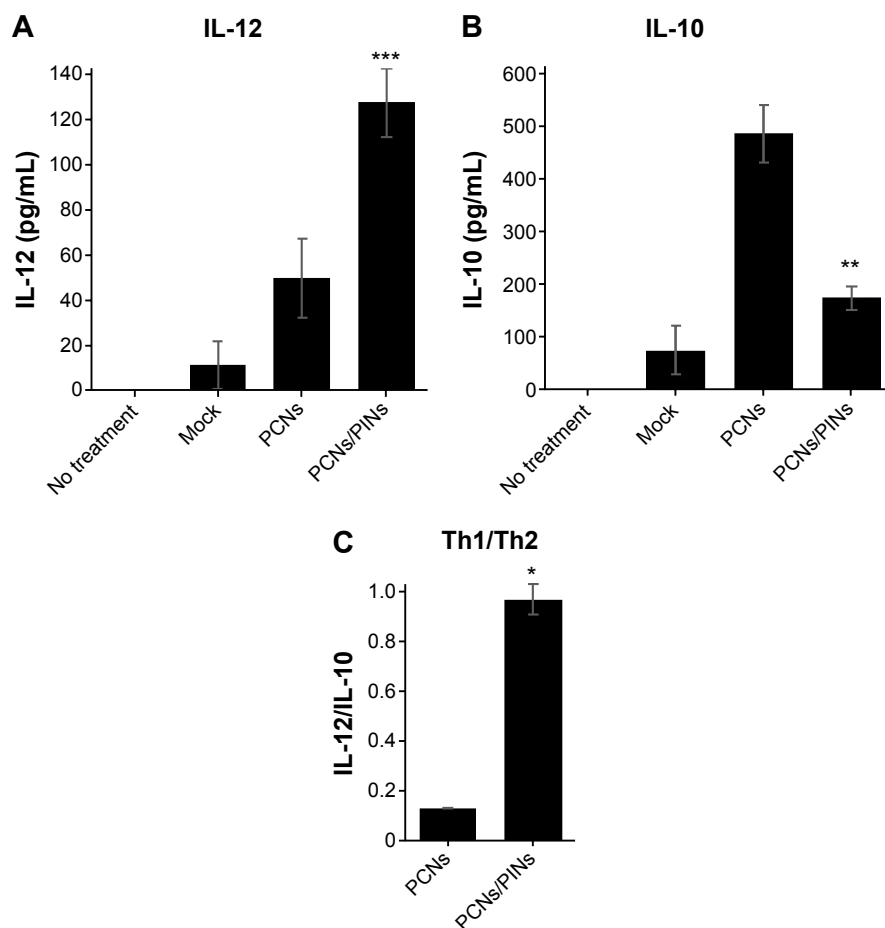 A
IL-12
IL-12 (pg/mL)
140
120
100
80
60
40
20
0
***
No treatment
Mock
PCNs
PCNs/PINs
B
IL-10
IL-10 (pg/mL)
600
500
400
300
200
100
0
**
No treatment
Mock
PCNs
PCNs/PINs
C
Th1/Th2
IL-12/IL-10
1.0
0.8
0.6
0.4
0.2
0
*
PCNs
PCNs/PINs